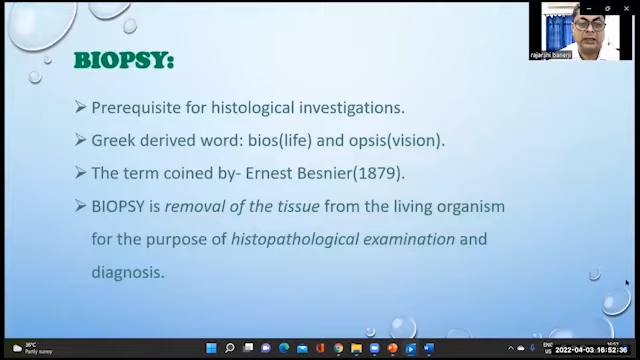 BIOPSY:
➢ Prerequisite for histological investigations.
➢ Greek derived word: bios(life) and opsis(vision).
➢ The term coined by- Ernest Besnier(1879).
➢ BIOPSY is removal of the tissue from the living organism
for the purpose of histopathological examination and
diagnosis.
rajarshi banerji
Partly sunny
ENG
2022-04-03 16:52:36